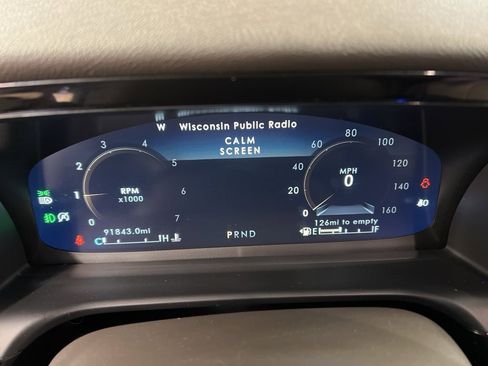 W Wisconsin Public Radio
CALM
SCREEN
3 4
2 5
1 6
0 7
RPM
x1000
60 80 100
40 120
20 140
0 160
MPH
0
91843.0mi
C H
PRND
126mi to empty
E F